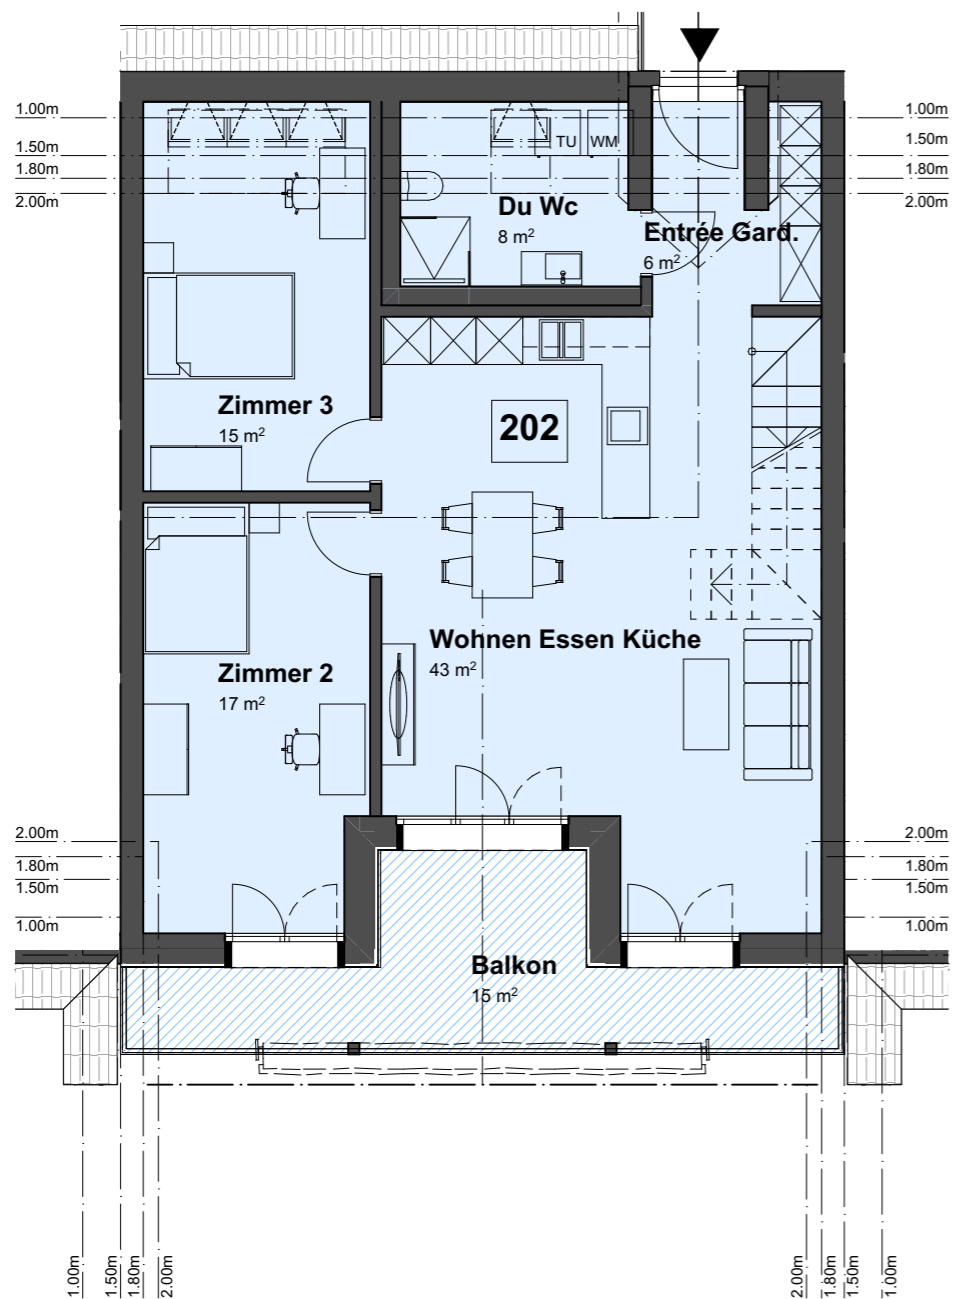 1.00m
1.50m
1.80m
2.00m
1.00m
1.50m
1.80m
2.00m
TU
WM
Du Wc
8 m²
Entrée Gard.
6 m²
Zimmer 3
15 m²
202
Wohnen Essen Küche
43 m²
Zimmer 2
17 m²
2.00m
1.80m
1.50m
1.00m
2.00m
1.80m
1.50m
1.00m
Balkon
15 m²
1.00m
1.50m
1.80m
2.00m
2.00m
1.80m
1.50m
1.00m